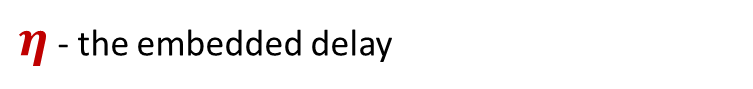 η - the embedded delay